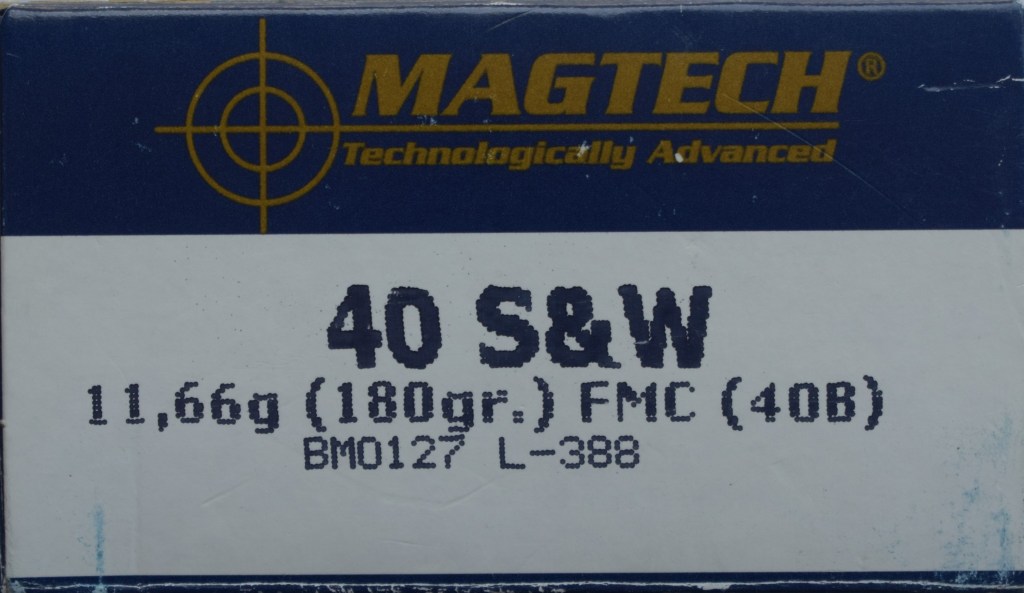 MAGTECH®
Technologically Advanced
40 S&W
11,66g (180gr.) FMC (40B)
BM0127 L-388